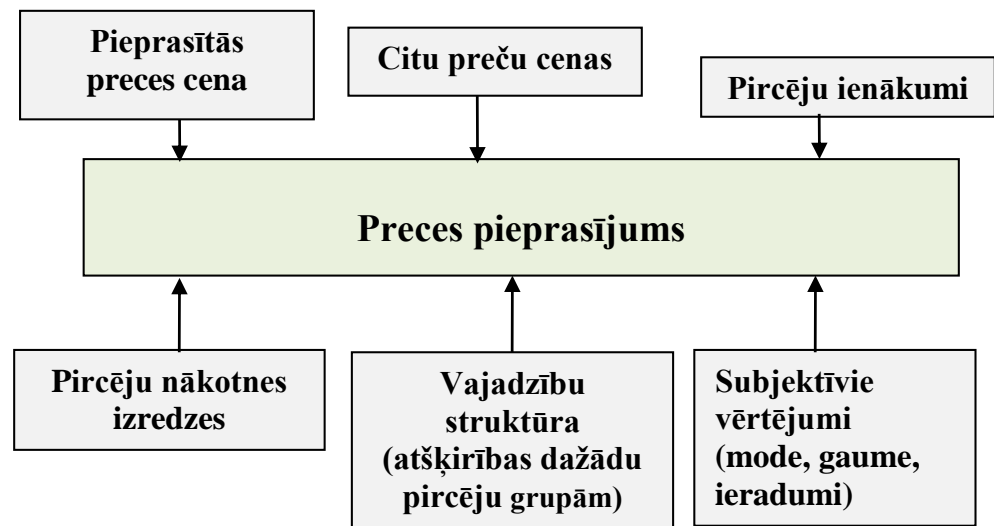 Pieprasītās
preces cena
Citu preču cenas
Pircēju ienākumi
Preces pieprasījums
Pircēju nākotnes
izredzes
Vajadzību
struktūra
(atšķirības dažādu
pircēju grupām)
Subjektīvie
vērtējumi
(mode, gaume,
ieradumi)